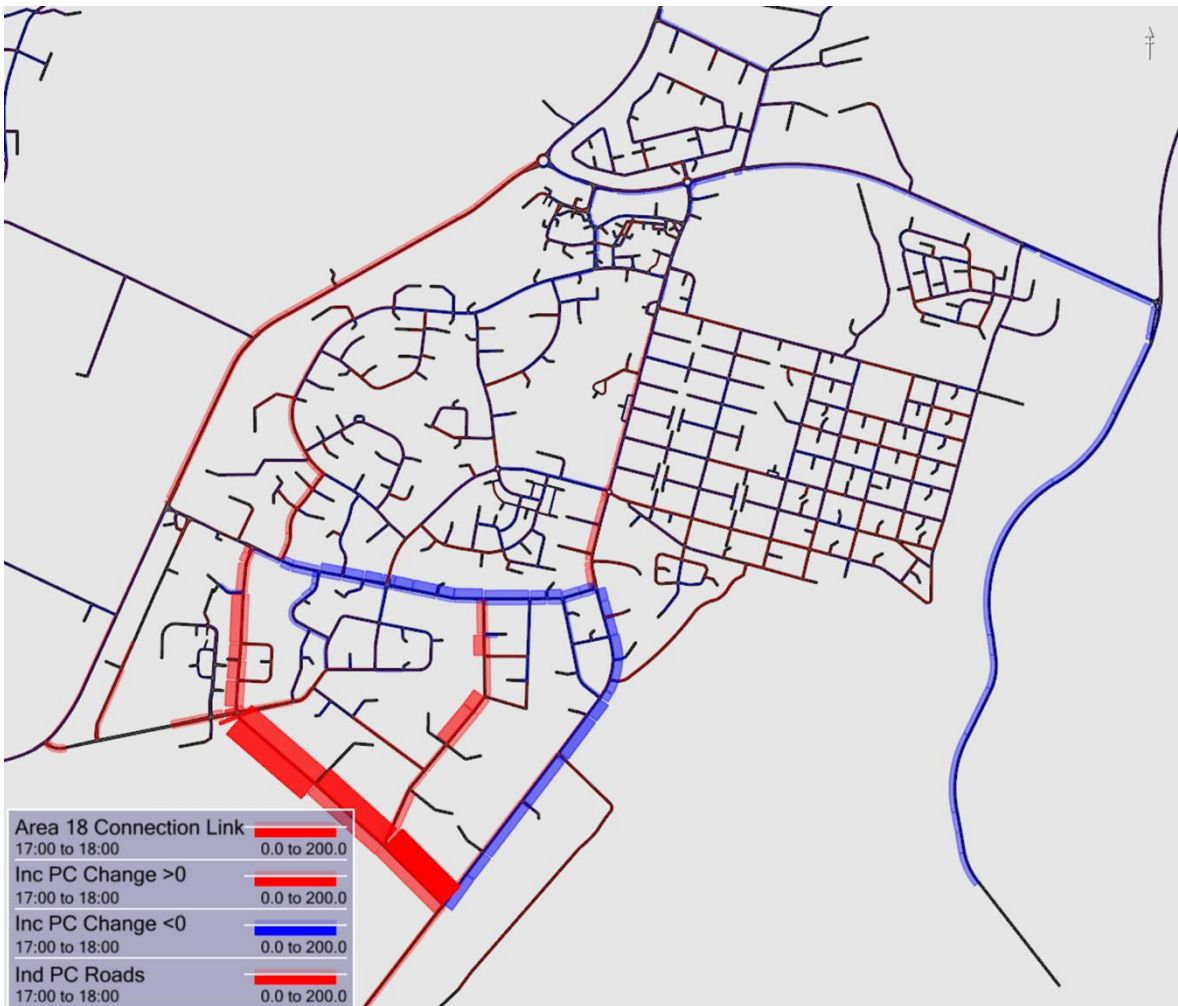 Area 18 Connection Link
17:00 to 18:00 0.0 to 200.0
Inc PC Change >0
17:00 to 18:00 0.0 to 200.0
Inc PC Change <0
17:00 to 18:00 0.0 to 200.0
Ind PC Roads
17:00 to 18:00 0.0 to 200.0